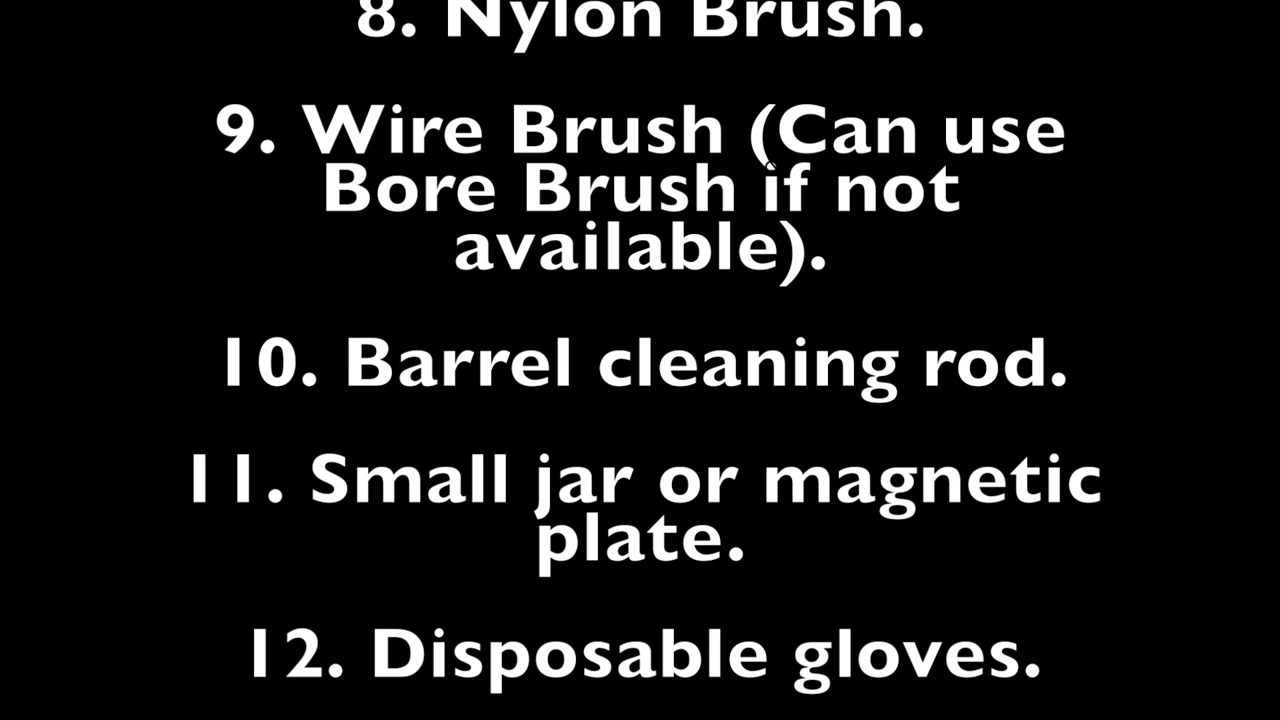 8. Nylon Brush.
9. Wire Brush (Can use
Bore Brush if not
available).
10. Barrel cleaning rod.
11. Small jar or magnetic
plate.
12. Disposable gloves.